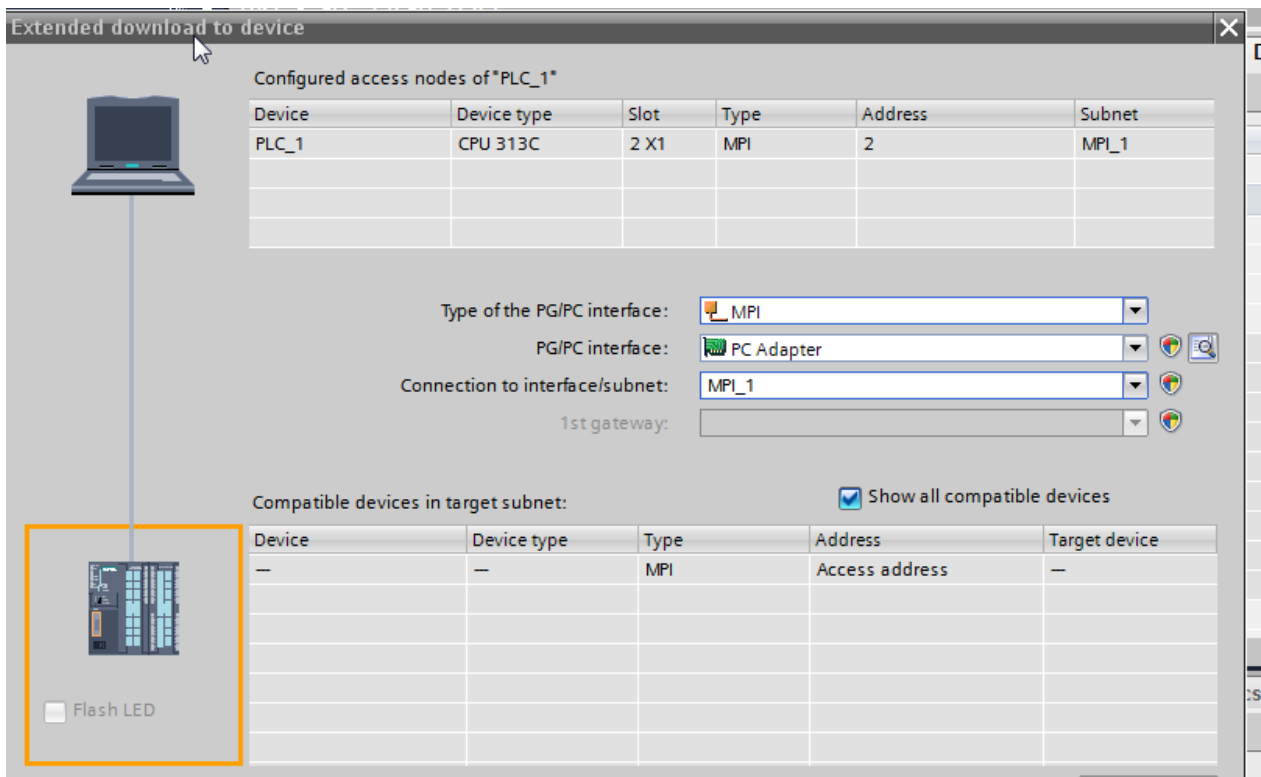 Extended download to device
Configured access nodes of "PLC_1"
Device Device type Slot Type Address Subnet
PLC_1 CPU 313C 2 X1 MPI 2 MPI_1
Type of the PG/PC interface: MPI
PG/PC interface: PC Adapter
Connection to interface/subnet: MPI_1
1st gateway:
Compatible devices in target subnet: Show all compatible devices
Device Device type Type Address Target device
— — MPI Access address —
Flash LED